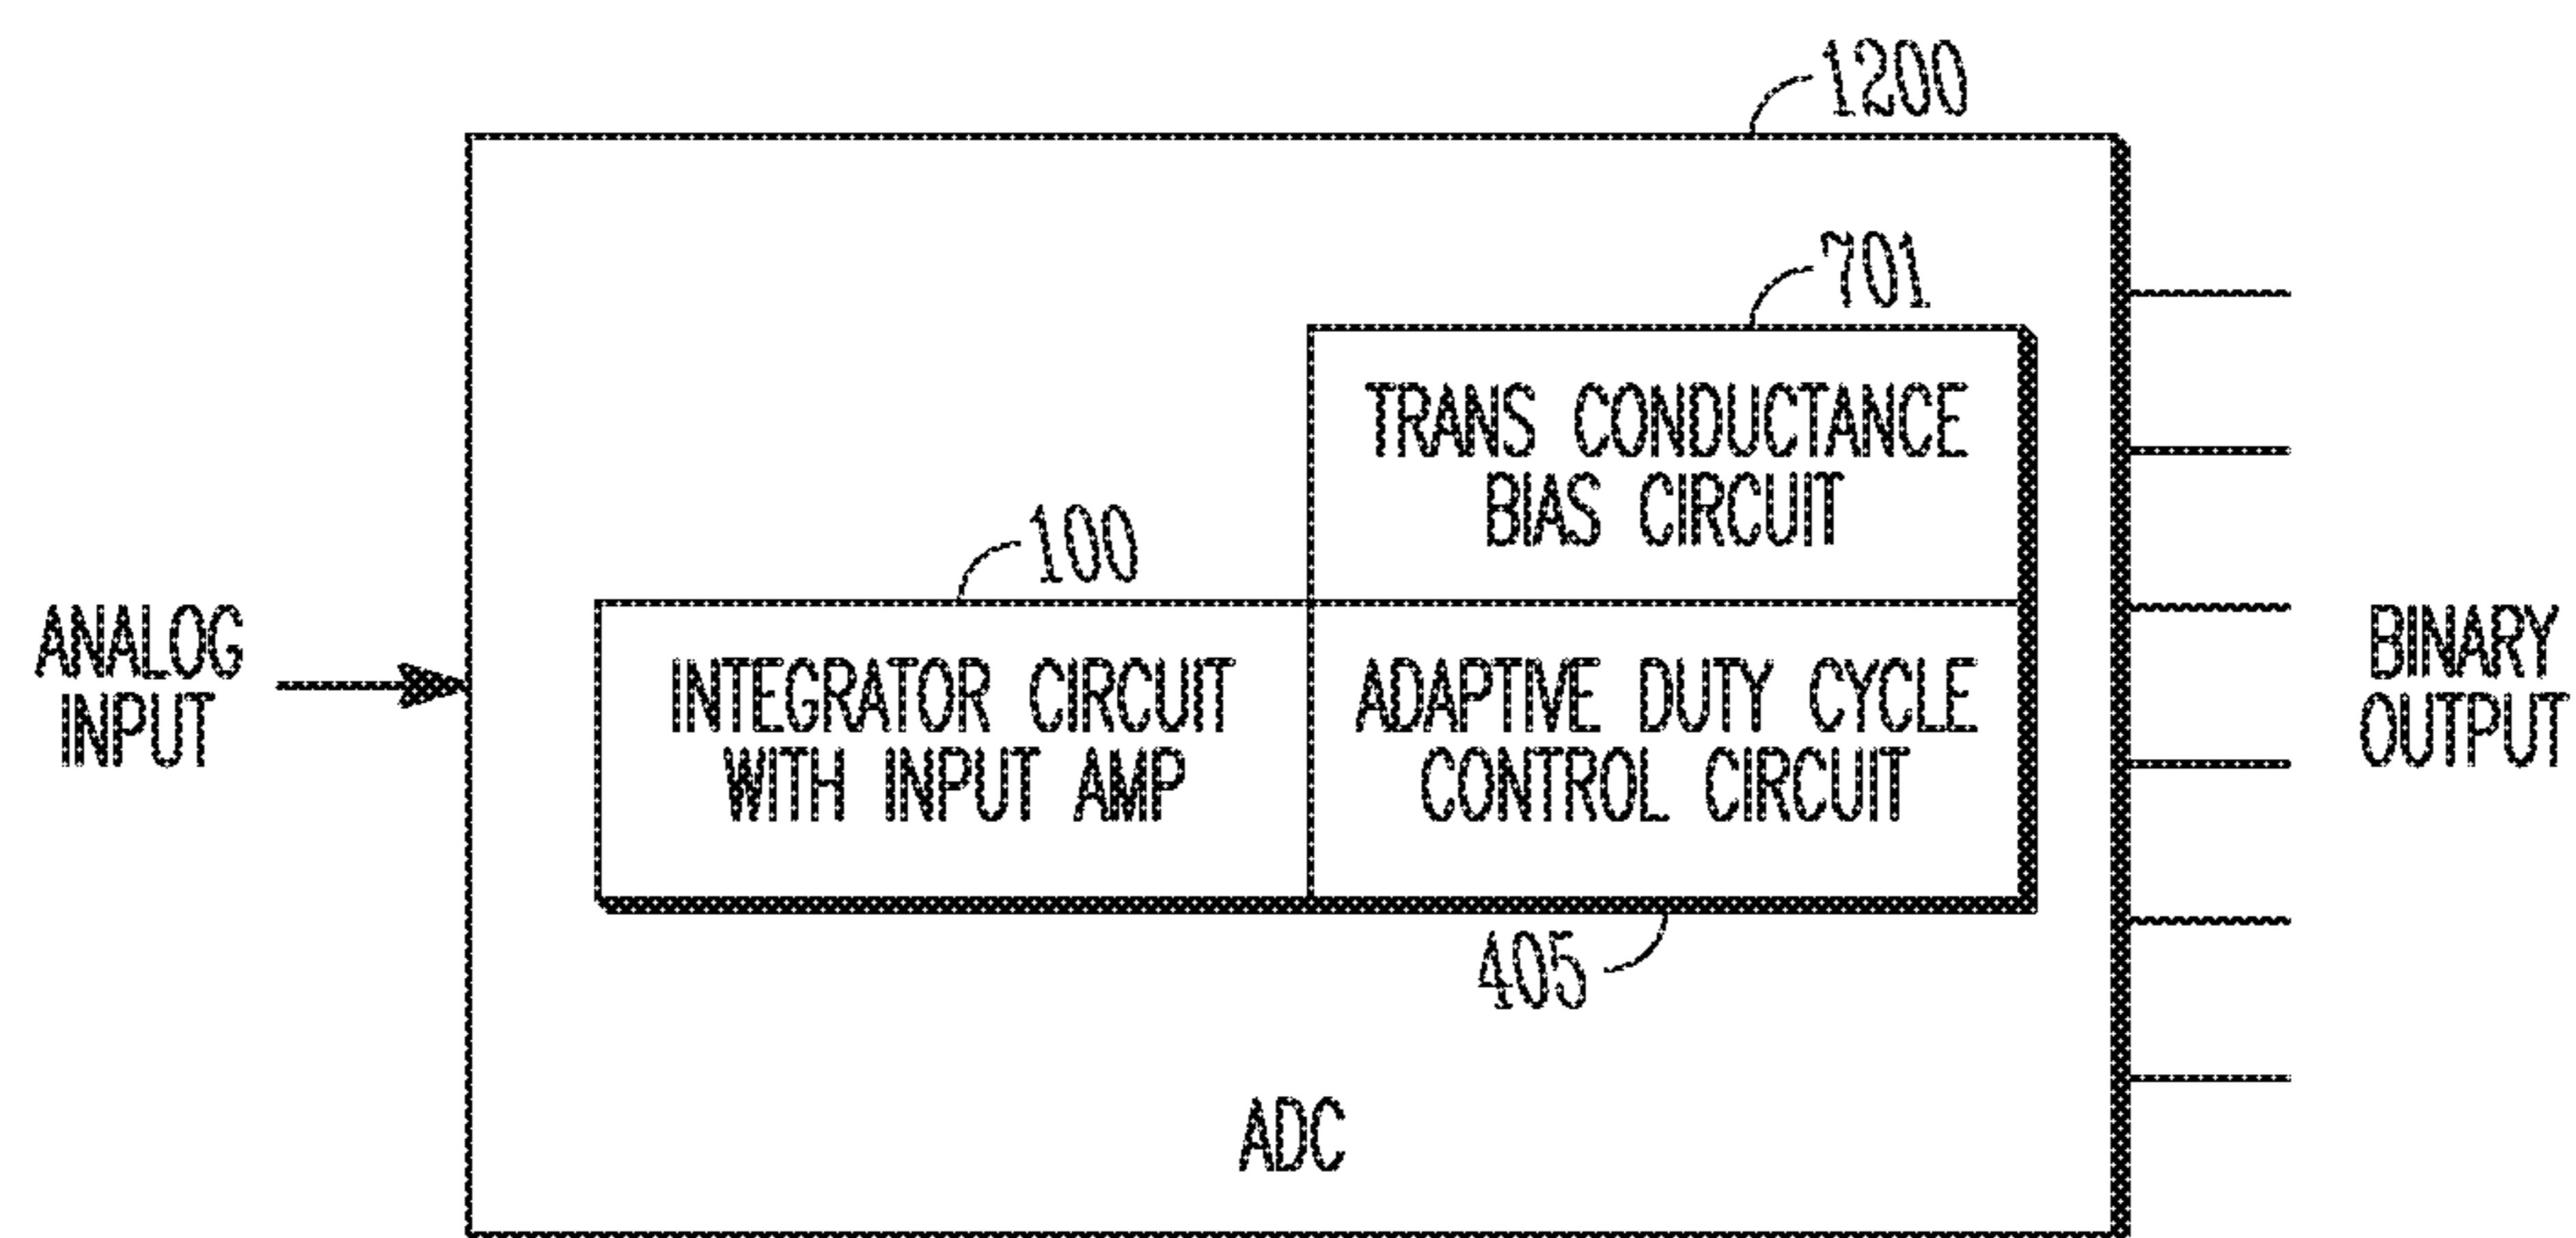 1200
701
TRANS CONDUCTANCE
BIAS CIRCUIT
100
ANALOG
INPUT
INTEGRATOR CIRCUIT
WITH INPUT AMP
ADAPTIVE DUTY CYCLE
CONTROL CIRCUIT
BINARY
OUTPUT
405
ADC